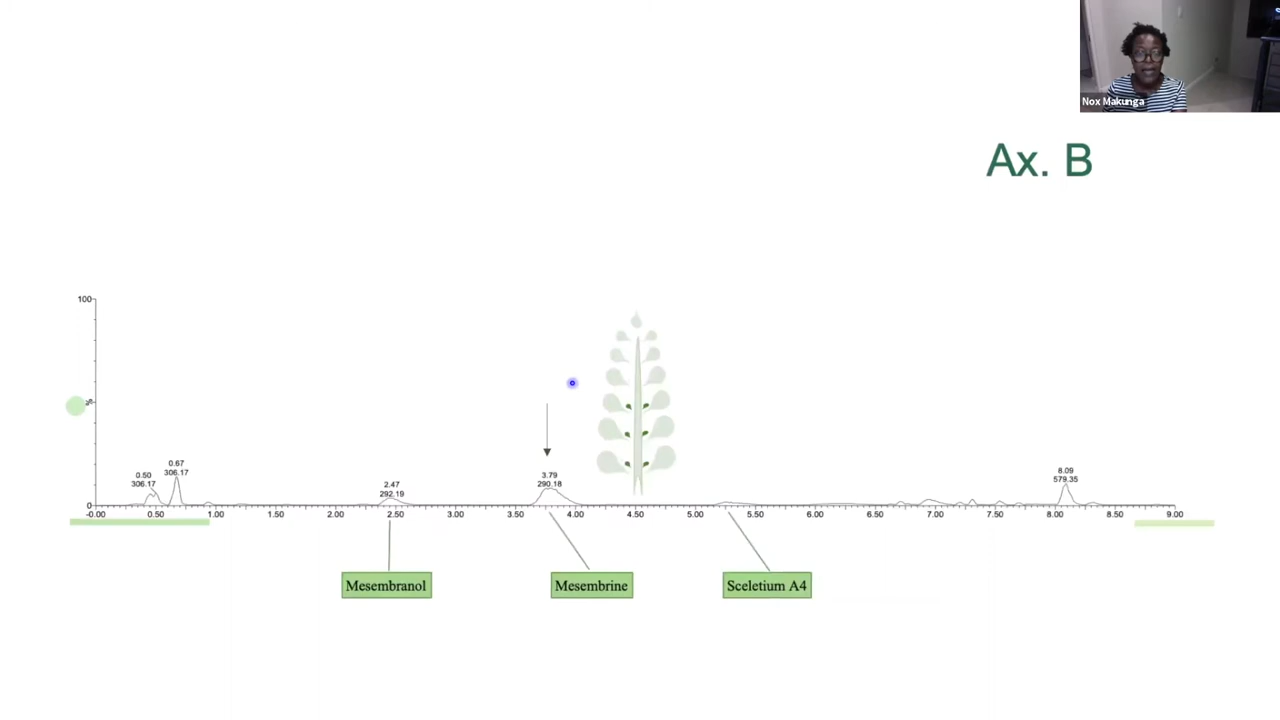 Nox Makunga
Ax. B
100
%
0
0.50
306.17
0.67
306.17
2.47
292.19
3.79
290.18
8.09
579.35
-0.00 0.50 1.00 1.50 2.00 2.50 3.00 3.50 4.00 4.50 5.00 5.50 6.00 6.50 7.00 7.50 8.00 8.50 9.00
Mesembranol
Mesembrine
Sceletium A4